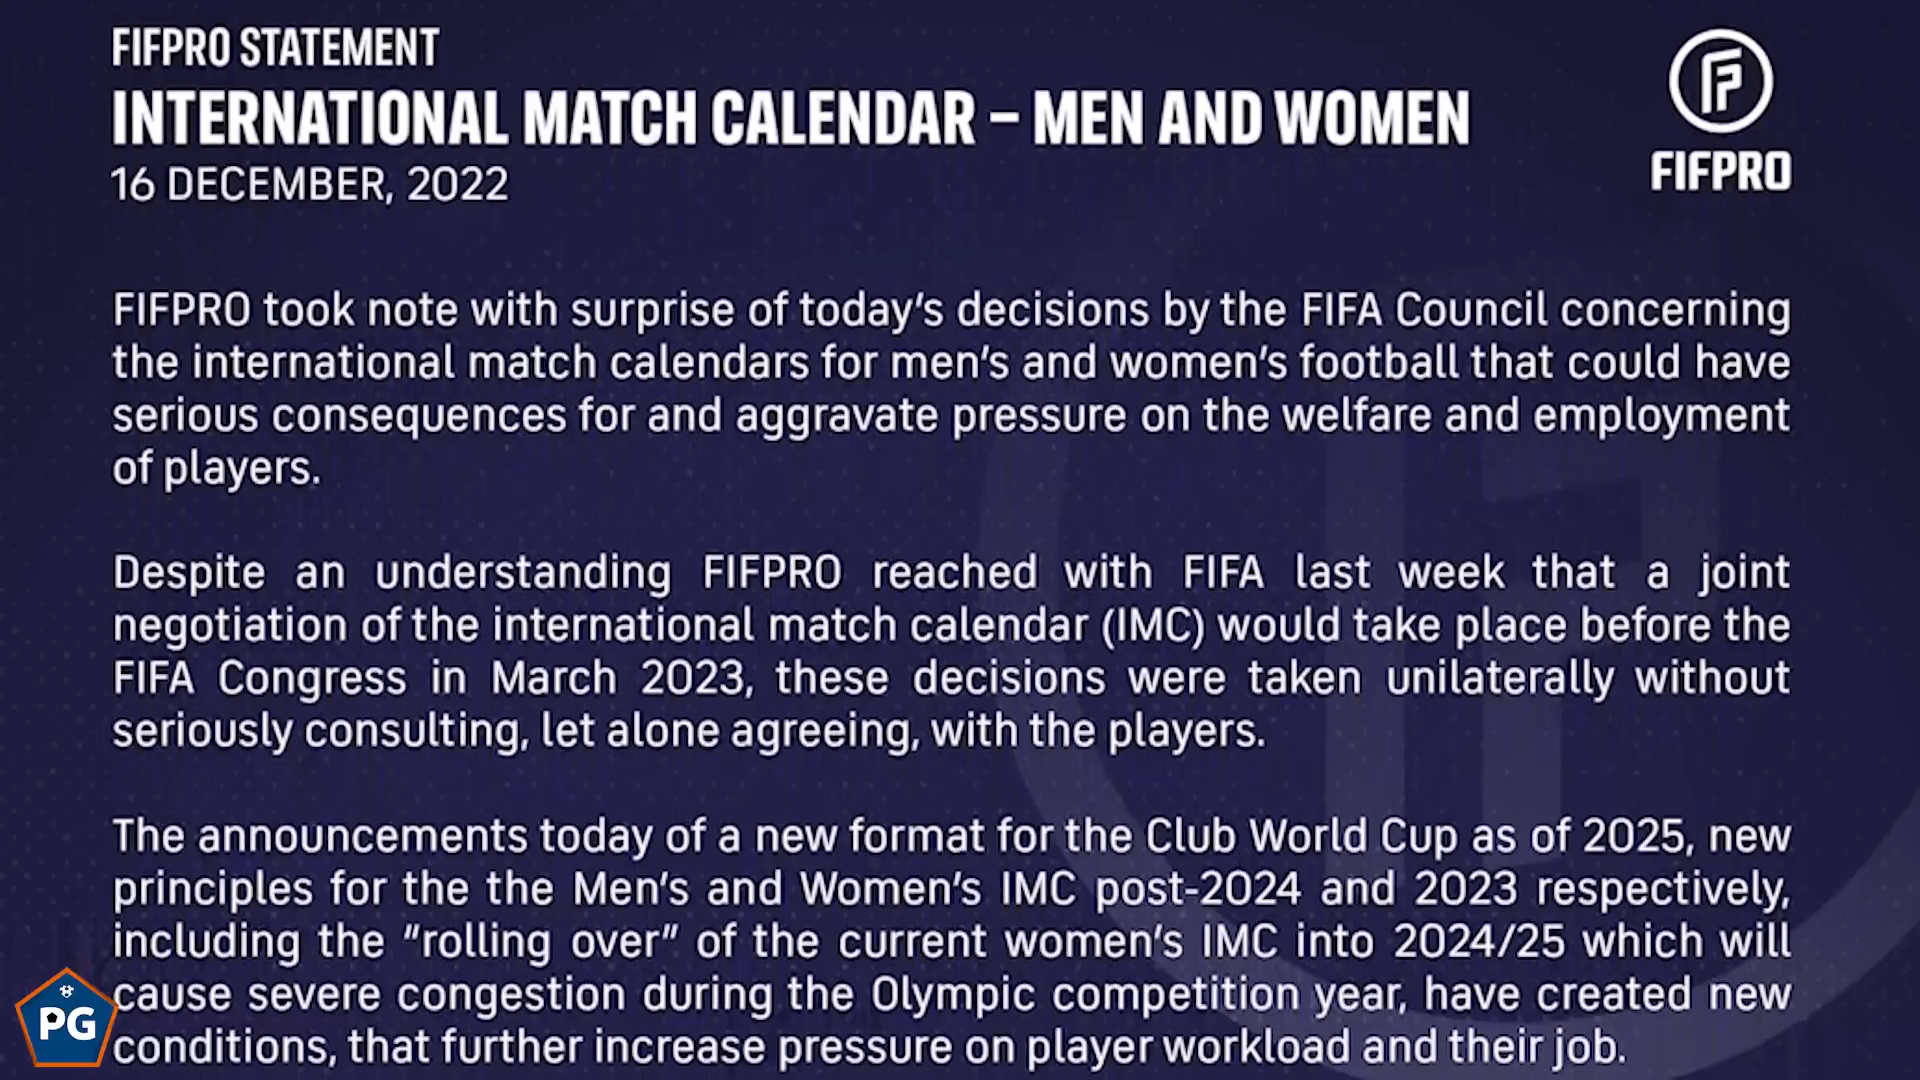 FIFPRO STATEMENT
INTERNATIONAL MATCH CALENDAR – MEN AND WOMEN
16 DECEMBER, 2022
FIFPRO
FIFPRO took note with surprise of today's decisions by the FIFA Council concerning
the international match calendars for men's and women's football that could have
serious consequences for and aggravate pressure on the welfare and employment
of players.
Despite an understanding FIFPRO reached with FIFA last week that a joint
negotiation of the international match calendar (IMC) would take place before the
FIFA Congress in March 2023, these decisions were taken unilaterally without
seriously consulting, let alone agreeing, with the players.
The announcements today of a new format for the Club World Cup as of 2025, new
principles for the the Men's and Women's IMC post-2024 and 2023 respectively,
including the “rolling over” of the current women's IMC into 2024/25 which will
cause severe congestion during the Olympic competition year, have created new
conditions, that further increase pressure on player workload and their job.
PG